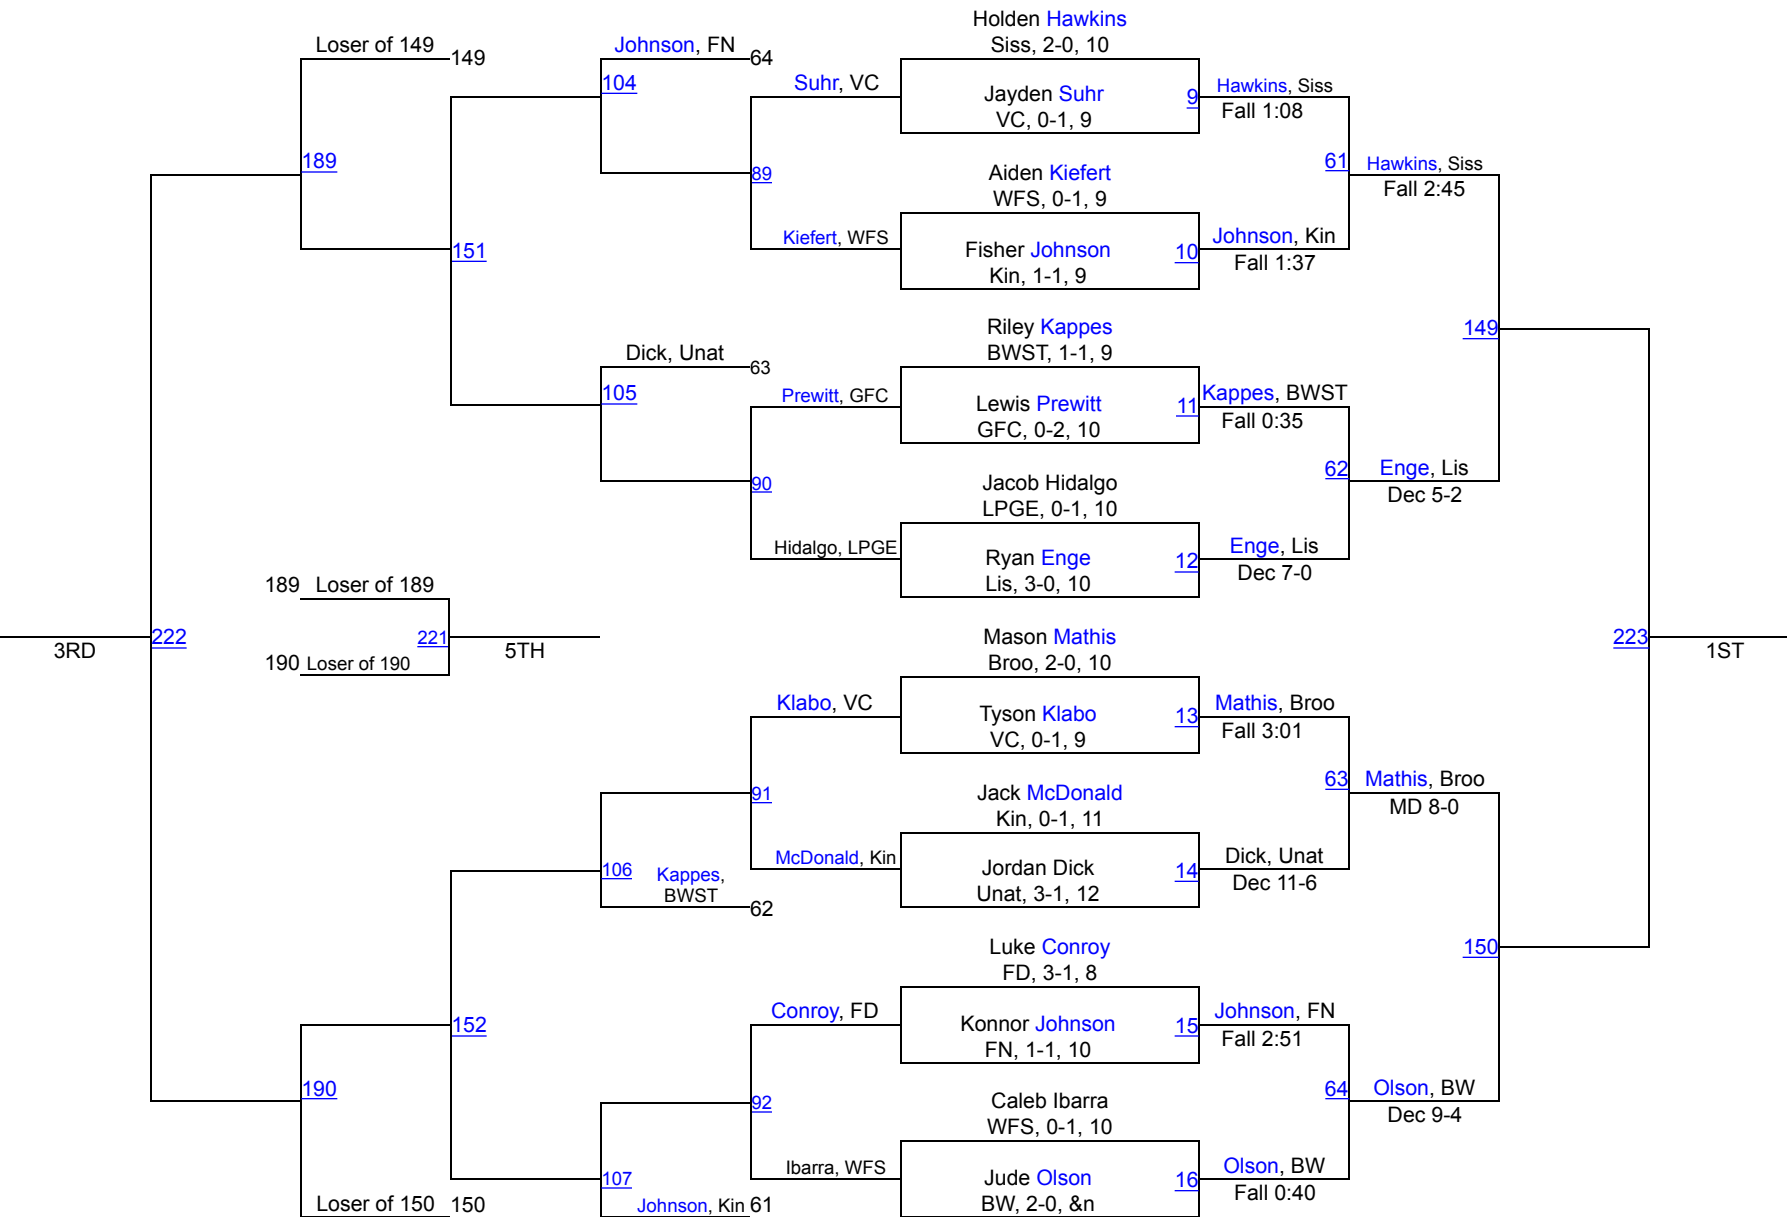 Holden Hawkins
Siss, 2-0, 10
Loser of 149
149
Johnson, FN
64
104
Suhr, VC
Jayden Suhr
VC, 0-1, 9
9
Hawkins, Siss
Fall 1:08
189
89
Aiden Kiefert
WFS, 0-1, 9
61
Hawkins, Siss
Fall 2:45
151
Kiefert, WFS
Fisher Johnson
Kin, 1-1, 9
10
Johnson, Kin
Fall 1:37
Riley Kappes
BWST, 1-1, 9
149
Dick, Unat
63
105
Prewitt, GFC
Lewis Prewitt
GFC, 0-2, 10
11
Kappes, BWST
Fall 0:35
90
Jacob Hidalgo
LPGE, 0-1, 10
62
Enge, Lis
Dec 5-2
Hidalgo, LPGE
Ryan Enge
Lis, 3-0, 10
12
Enge, Lis
Dec 7-0
189
Loser of 189
3RD
222
221
5TH
190
Loser of 190
Mason Mathis
Broo, 2-0, 10
223
1ST
Klabo, VC
Tyson Klabo
VC, 0-1, 9
13
Mathis, Broo
Fall 3:01
91
Jack McDonald
Kin, 0-1, 11
63
Mathis, Broo
MD 8-0
106
Kappes,
BWST
62
McDonald, Kin
Jordan Dick
Unat, 3-1, 12
14
Dick, Unat
Dec 11-6
Luke Conroy
FD, 3-1, 8
150
152
Conroy, FD
Konnor Johnson
FN, 1-1, 10
15
Johnson, FN
Fall 2:51
190
92
Caleb Ibarra
WFS, 0-1, 10
64
Olson, BW
Dec 9-4
107
Ibarra, WFS
Jude Olson
BW, 2-0, &n
16
Olson, BW
Fall 0:40
Loser of 150
150
Johnson, Kin
61